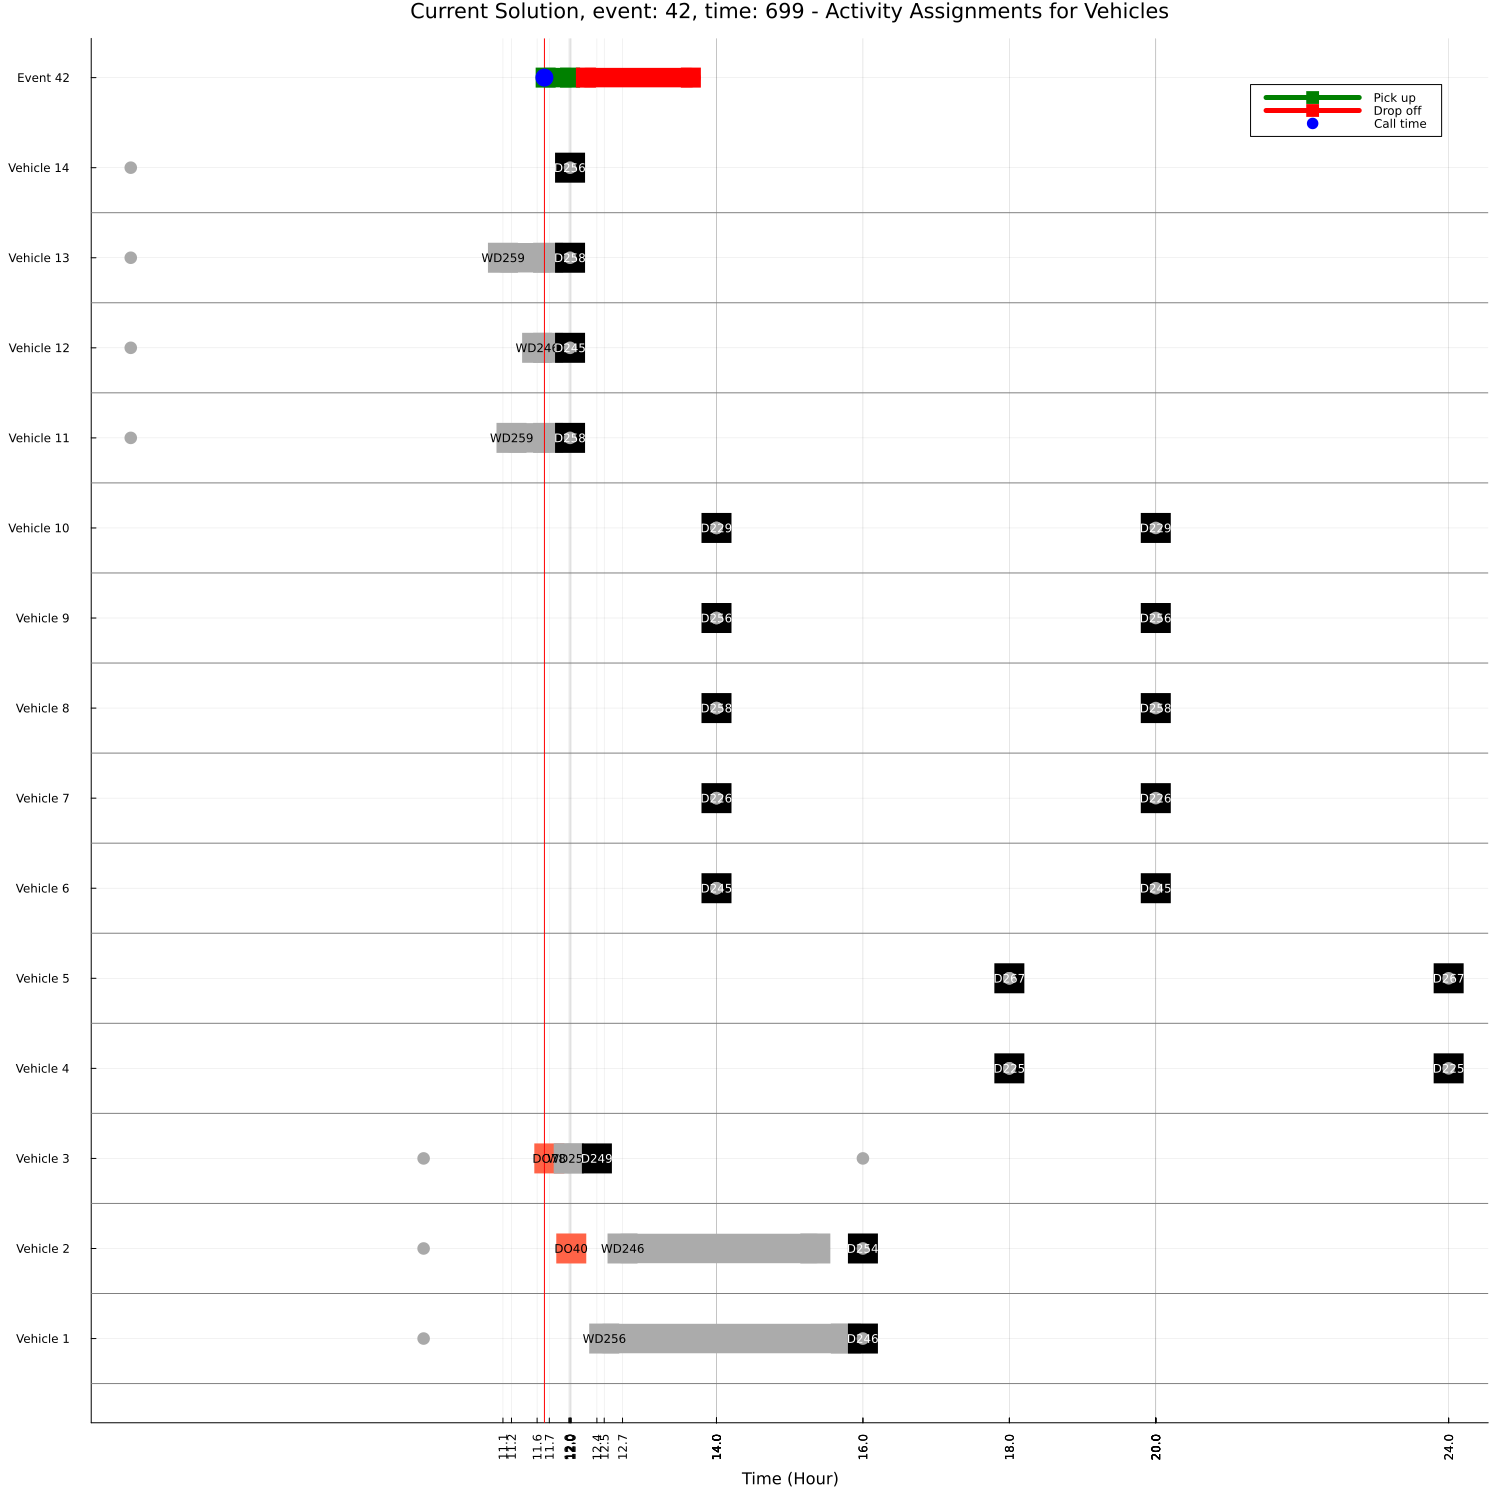 Current Solution, event: 42, time: 699 - Activity Assignments for Vehicles
Event 42
Pick up
Drop off
Call time
Vehicle 14
D256
Vehicle 13
WD259
D258
Vehicle 12
WD246
D245
Vehicle 11
WD259
D258
Vehicle 10
D229
D229
Vehicle 9
D256
D256
Vehicle 8
D258
D258
Vehicle 7
D226
D226
Vehicle 6
D245
D245
Vehicle 5
D267
D267
Vehicle 4
D225
D225
Vehicle 3
D249
Vehicle 2
DO40
WD246
D254
Vehicle 1
WD256
D246
11.1
11.2
11.6
11.7
12.0
12.4
12.5
12.7
14.0
16.0
18.0
20.0
24.0
Time (Hour)